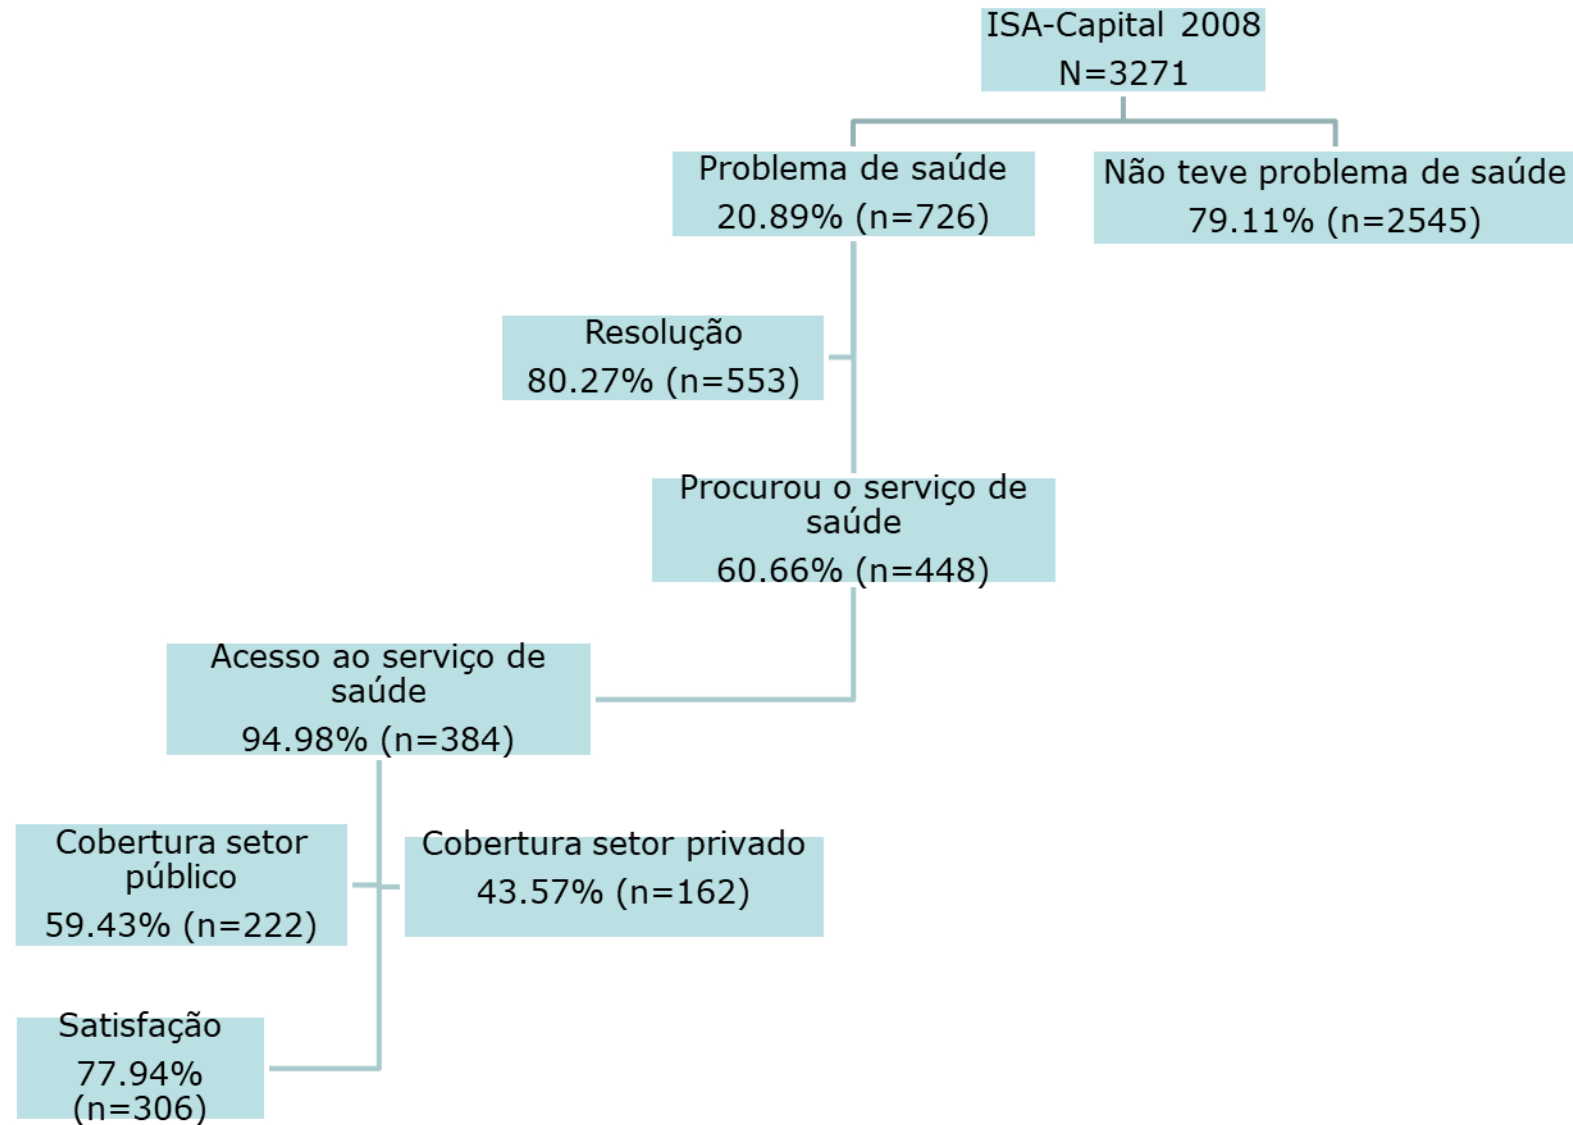 ISA-Capital 2008
N=3271
Problema de saúde
20.89% (n=726)
Não teve problema de saúde
79.11% (n=2545)
Resolução
80.27% (n=553)
Procurou o serviço de
saúde
60.66% (n=448)
Acesso ao serviço de
saúde
94.98% (n=384)
Cobertura setor
público
59.43% (n=222)
Cobertura setor privado
43.57% (n=162)
Satisfação
77.94%
(n=306)